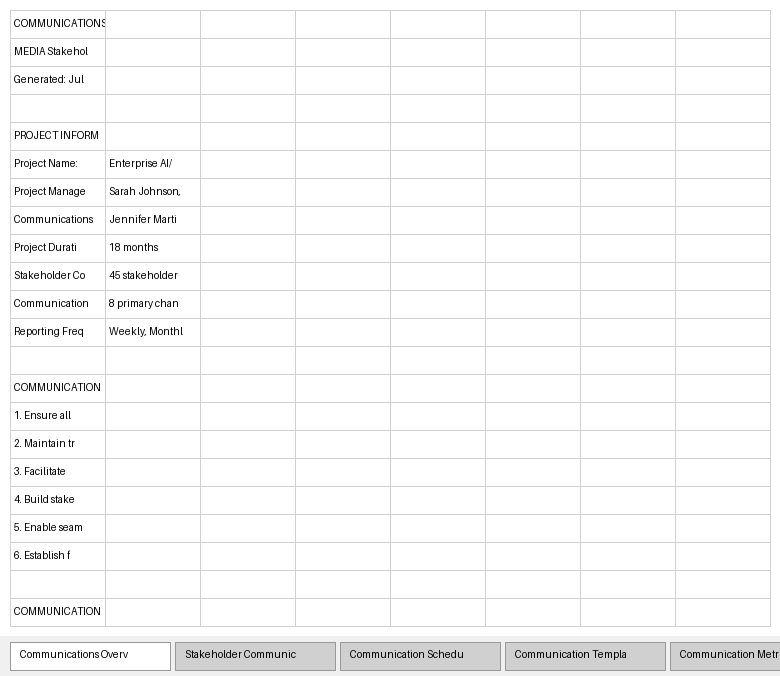 COMMUNICATIONS
MEDIA Stakehol
Generated: Jul
PROJECT INFORM
Project Name: Enterprise AI/
Project Manage Sarah Johnson,
Communications Jennifer Marti
Project Durati 18 months
Stakeholder Co 45 stakeholder
Communication 8 primary chan
Reporting Freq Weekly, Monthl
COMMUNICATION
1. Ensure all
2. Maintain tr
3. Facilitate
4. Build stake
5. Enable seam
6. Establish f
COMMUNICATION
Communications Overv Stakeholder Communic Communication Schedu Communication Templa Communication Metr